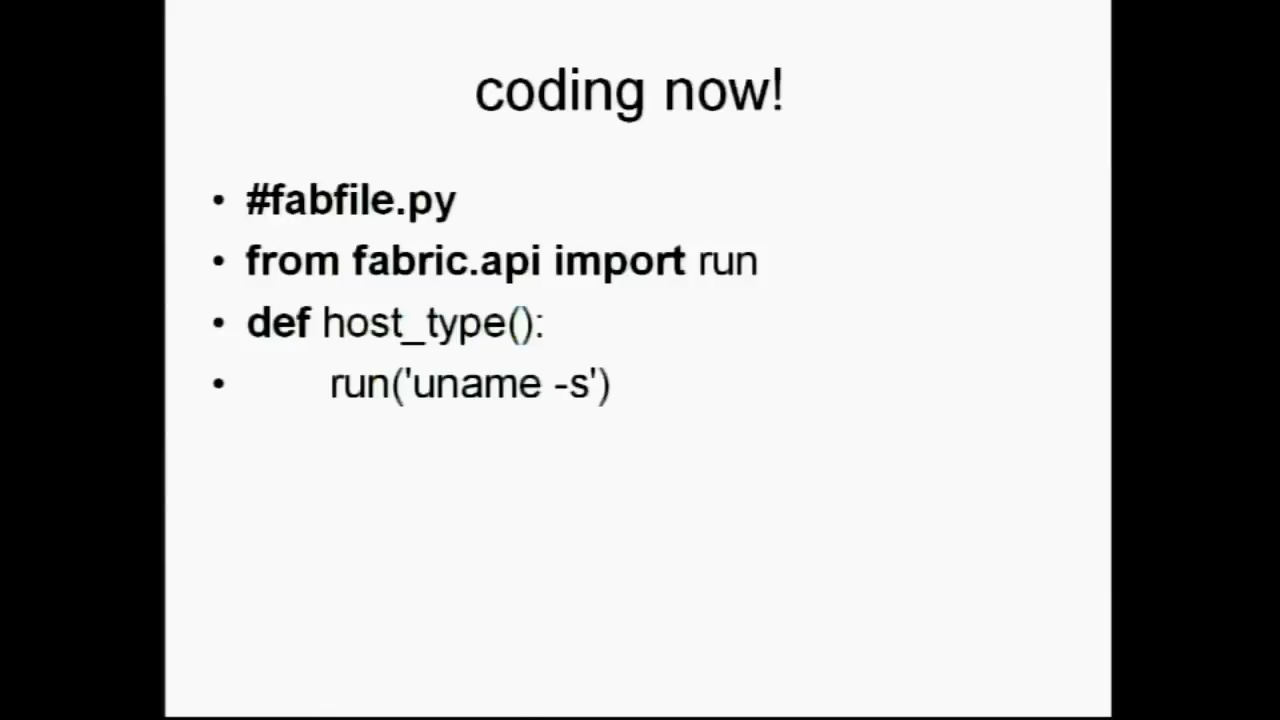 coding now!
• #fabfile.py
• from fabric.api import run
• def host_type():
• run('uname -s')